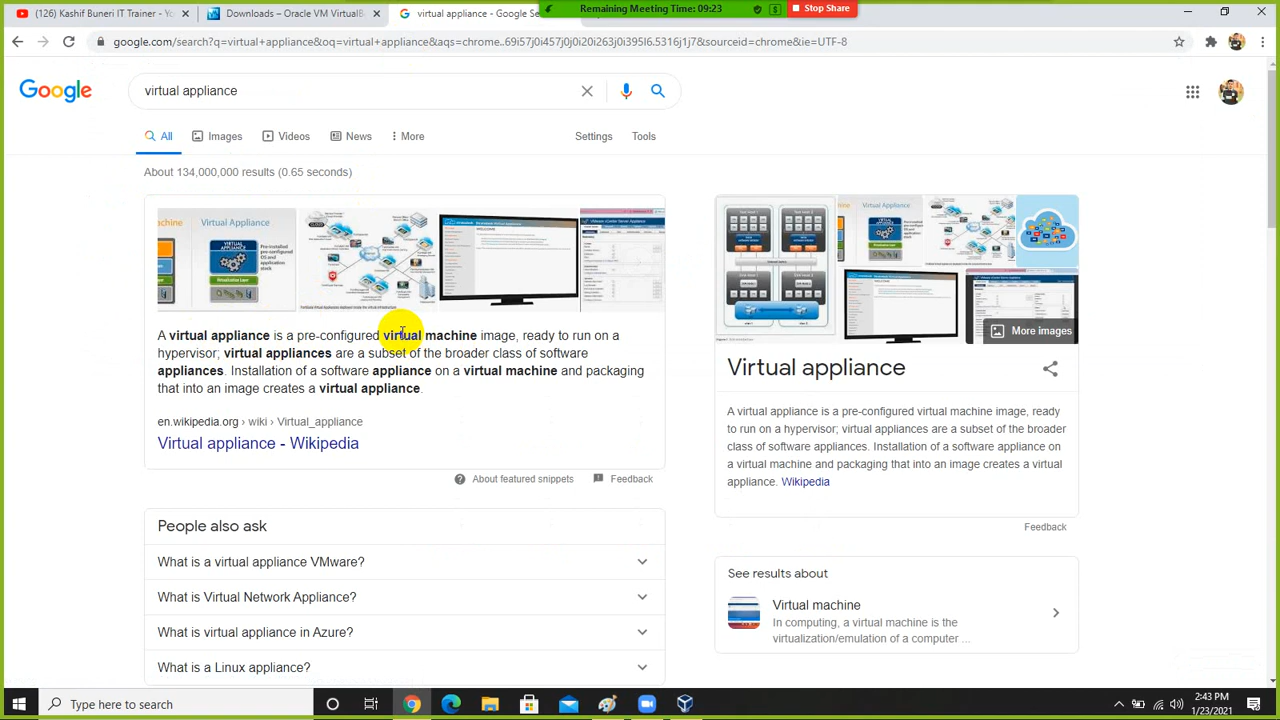 Remaining Meeting Time: 09:23
Stop Share
(126) Kashif Burmi IT Trainer - Yo
Downloads – Oracle VM VirtualB
virtual appliance - Google Se
google.com/search?q=virtual+appliance&oq=virtual+appliance&aqs=chrome..69i57j0i457j0j0i20i263j0i395l6.5316j1j7&sourceid=chrome&ie=UTF-8
Google
virtual appliance
All
Images
Videos
News
More
Settings
Tools
About 134,000,000 results (0.65 seconds)
Virtual Appliance
virtual appliance
pre-configured virtual machine image, ready to run on a
virtual appliances are a subset of the broader class of software
appliances. Installation of a software appliance on a virtual machine and packaging
that into an image creates a virtual appliance.
en.wikipedia.org › wiki › Virtual_appliance
Virtual appliance - Wikipedia
About featured snippets
Feedback
People also ask
What is a virtual appliance VMware?
What is Virtual Network Appliance?
What is virtual appliance in Azure?
What is a Linux appliance?
Virtual Appliance
More images
Virtual appliance
A virtual appliance is a pre-configured virtual machine image, ready
to run on a hypervisor; virtual appliances are a subset of the broader
class of software appliances. Installation of a software appliance on
a virtual machine and packaging that into an image creates a virtual
appliance. Wikipedia
Feedback
See results about
Virtual machine
In computing, a virtual machine is the
virtualization/emulation of a computer ...
Type here to search
2:43 PM
1/23/2021